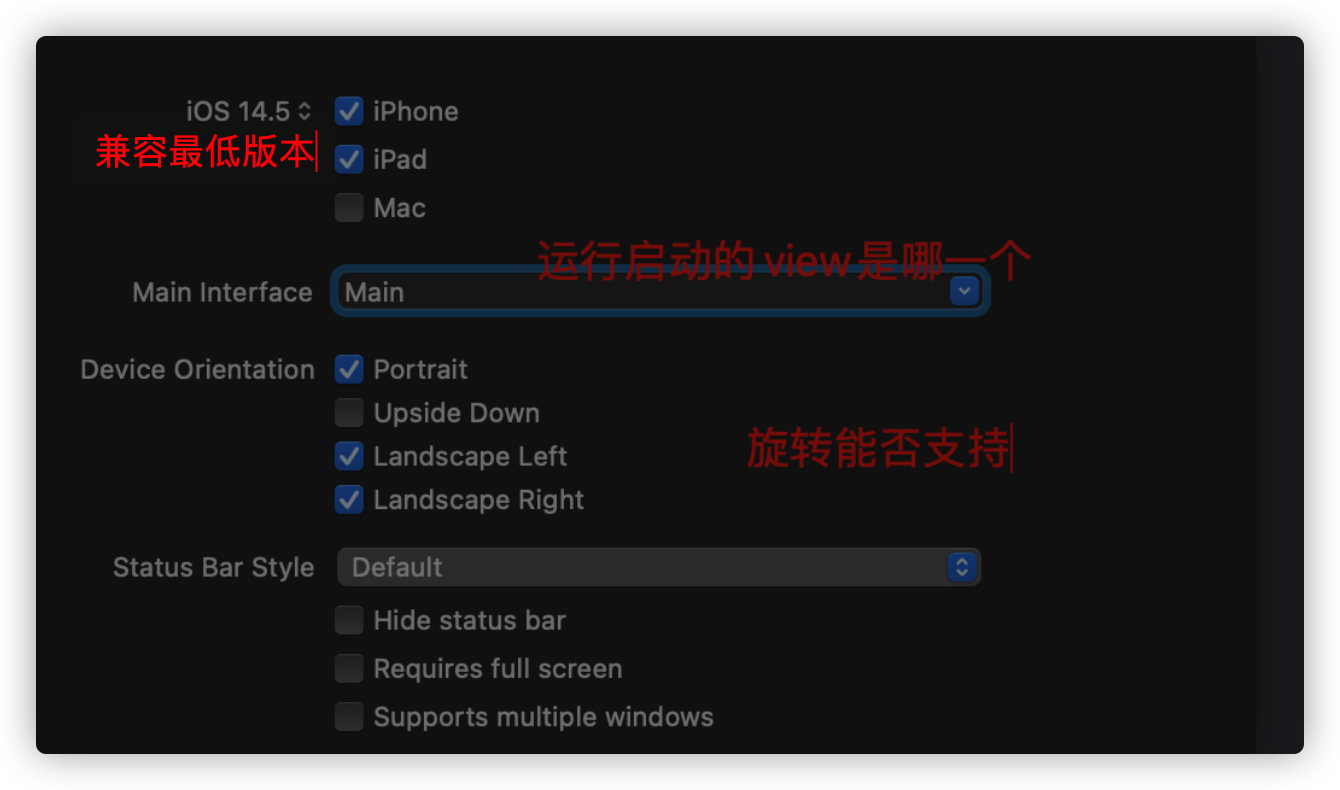 iOS 14.5 iPhone
兼容最低版本 iPad
Mac
运行启动的view是哪一个
Main Interface Main
Device Orientation Portrait
Upside Down
旋转能否支持
Landscape Left
Landscape Right
Status Bar Style Default
Hide status bar
Requires full screen
Supports multiple windows